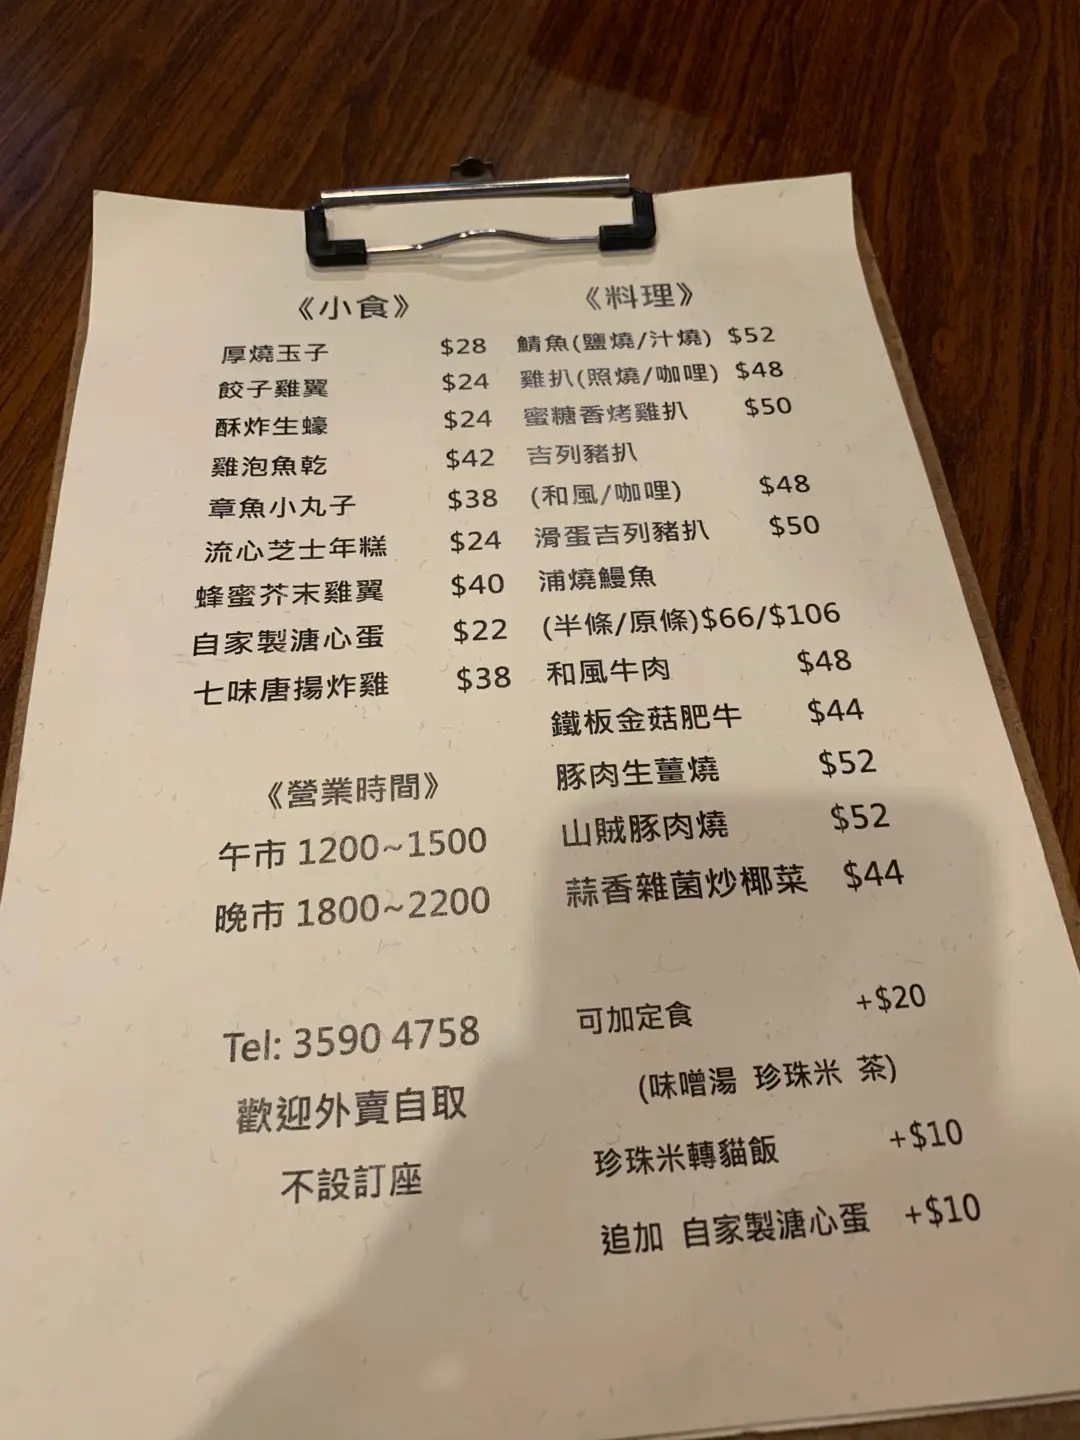 《小食》
厚燒玉子 $28
餃子雞翼 $24
酥炸生蠔 $24
雞泡魚乾 $42
章魚小丸子 $38
流心芝士年糕 $24
蜂蜜芥末雞翼 $40
自家製溏心蛋 $22
七味唐揚炸雞 $38
《營業時間》
午市 1200~1500
晚市 1800~2200
Tel: 3590 4758
歡迎外賣自取
不設訂座
《料理》
鯖魚(鹽燒/汁燒) $52
雞扒(照燒/咖哩) $48
蜜糖香烤雞扒 $50
吉列豬扒
(和風/咖哩) $48
滑蛋吉列豬扒 $50
浦燒鰻魚
(半條/原條)$66/$106
和風牛肉 $48
鐵板金菇肥牛 $44
豚肉生薑燒 $52
山賊豚肉燒 $52
蒜香雜菌炒椰菜 $44
可加定食 +$20
(味噌湯 珍珠米 茶)
珍珠米轉貓飯 +$10
追加 自家製溏心蛋 +$10